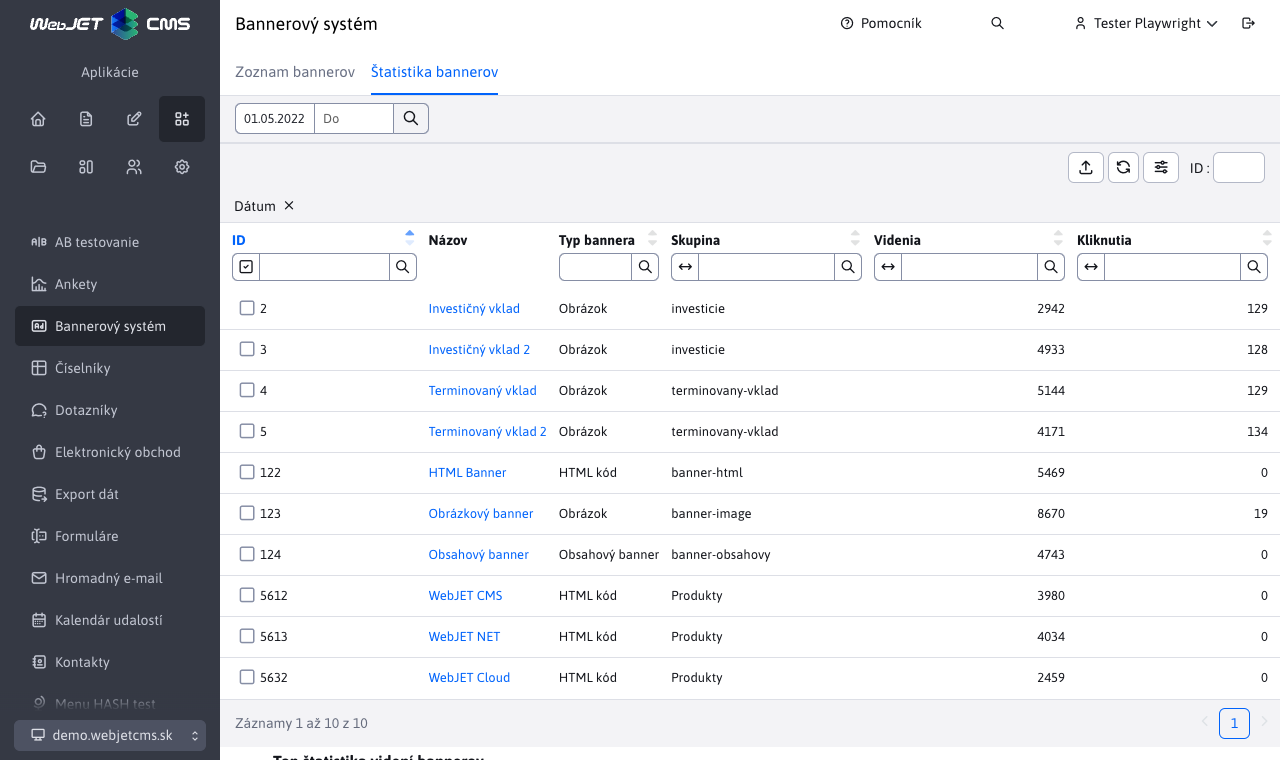 WebJET CMS
Aplikácie
AB testovanie
Ankety
Bannerový systém
Číselníky
Dotazníky
Elektronický obchod
Export dát
Formuláre
Hromadný e-mail
Kalendár udalostí
Kontakty
Menu HASH test
demo.webjetcms.sk
Bannerový systém
Pomocník
Tester Playwright
Zoznam bannerov Štatistika bannerov
01.05.2022 Do
ID :
Dátum
ID Názov Typ bannera Skupina Videnia Kliknutia
2 Investičný vklad Obrázok investicie 2942 129
3 Investičný vklad 2 Obrázok investicie 4933 128
4 Terminovaný vklad Obrázok terminovany-vklad 5144 129
5 Terminovaný vklad 2 Obrázok terminovany-vklad 4171 134
122 HTML Banner HTML kód banner-html 5469 0
123 Obrázkový banner Obrázok banner-image 8670 19
124 Obsahový banner Obsahový banner banner-obsahovy 4743 0
5612 WebJET CMS HTML kód Produkty 3980 0
5613 WebJET NET HTML kód Produkty 4034 0
5632 WebJET Cloud HTML kód Produkty 2459 0
Záznamy 1 až 10 z 10
1
Top štatistika videní bannerov